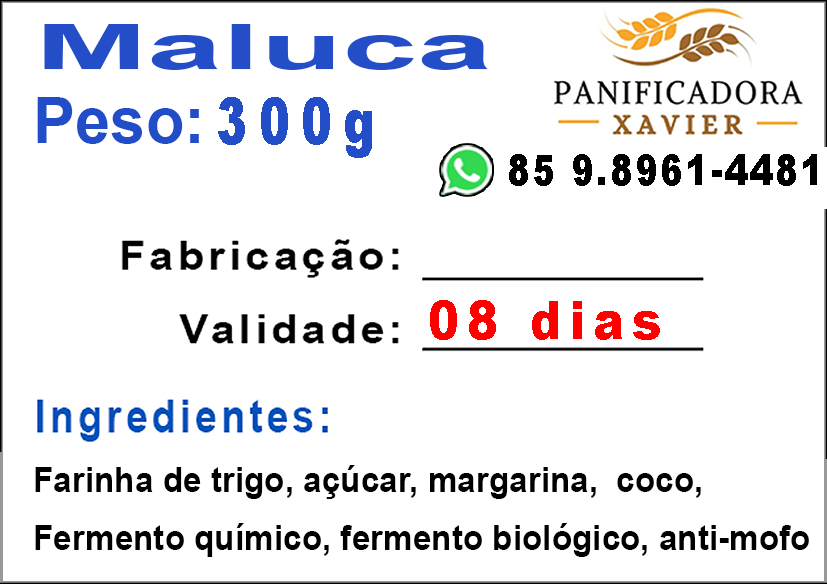 Maluca
PANIFICADORA
XAVIER
Peso: 300g
85 9.8961-4481
Fabricação:
Validade: 08 dias
Ingredientes:
Farinha de trigo, açúcar, margarina,  coco,
Fermento químico, fermento biológico, anti-mofo